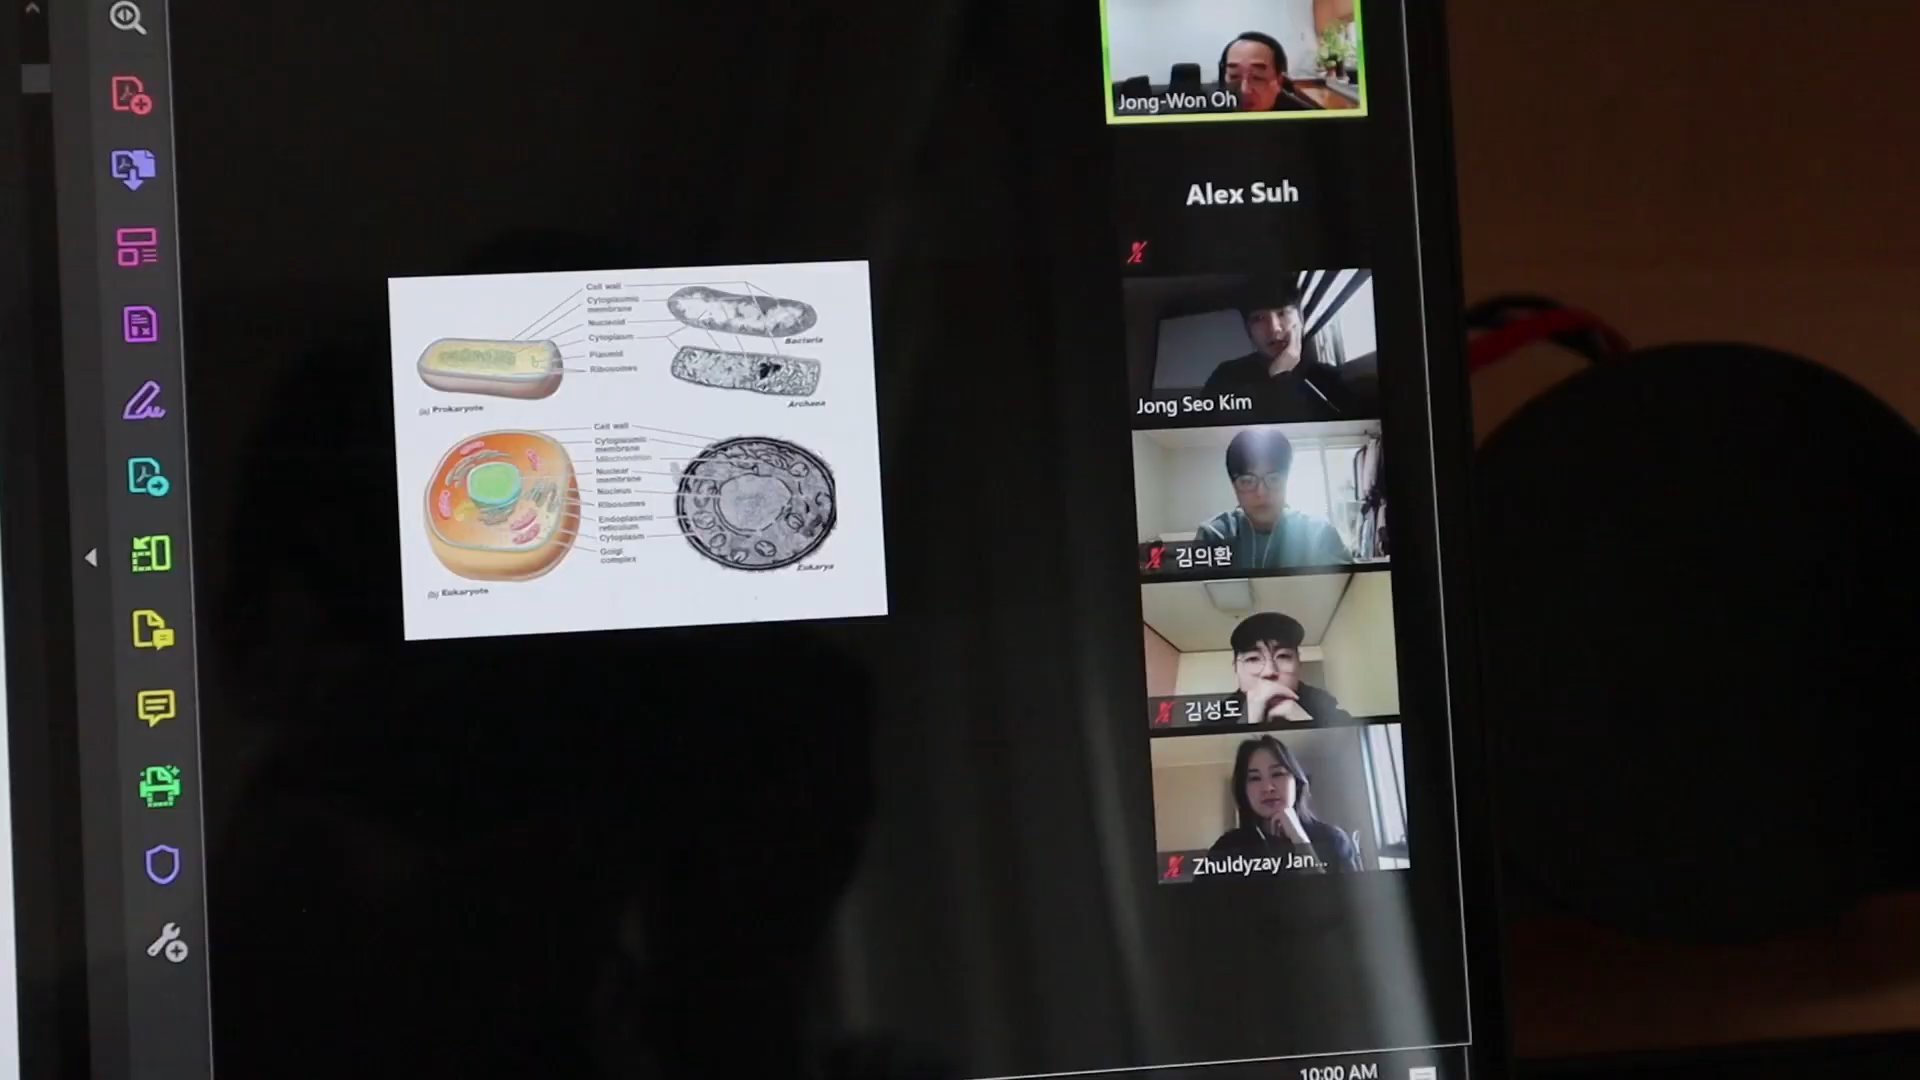 Jong-Won Oh
Alex Suh
Jong Seo Kim
김의환
김성도
Zhuldyzay Jan...
Cell wall
Cytoplasmic
membrane
Nucleoid
Cytoplasm
Plasmid
Ribosomes
Bacteria
Archaea
(a) Prokaryote
Cell wall
Cytoplasmic
membrane
Mitochondrion
Nuclear
membrane
Nucleus
Ribosomes
Endoplasmic
reticulum
Cytoplasm
Golgi
complex
Eukarya
(b) Eukaryote
10:00 AM